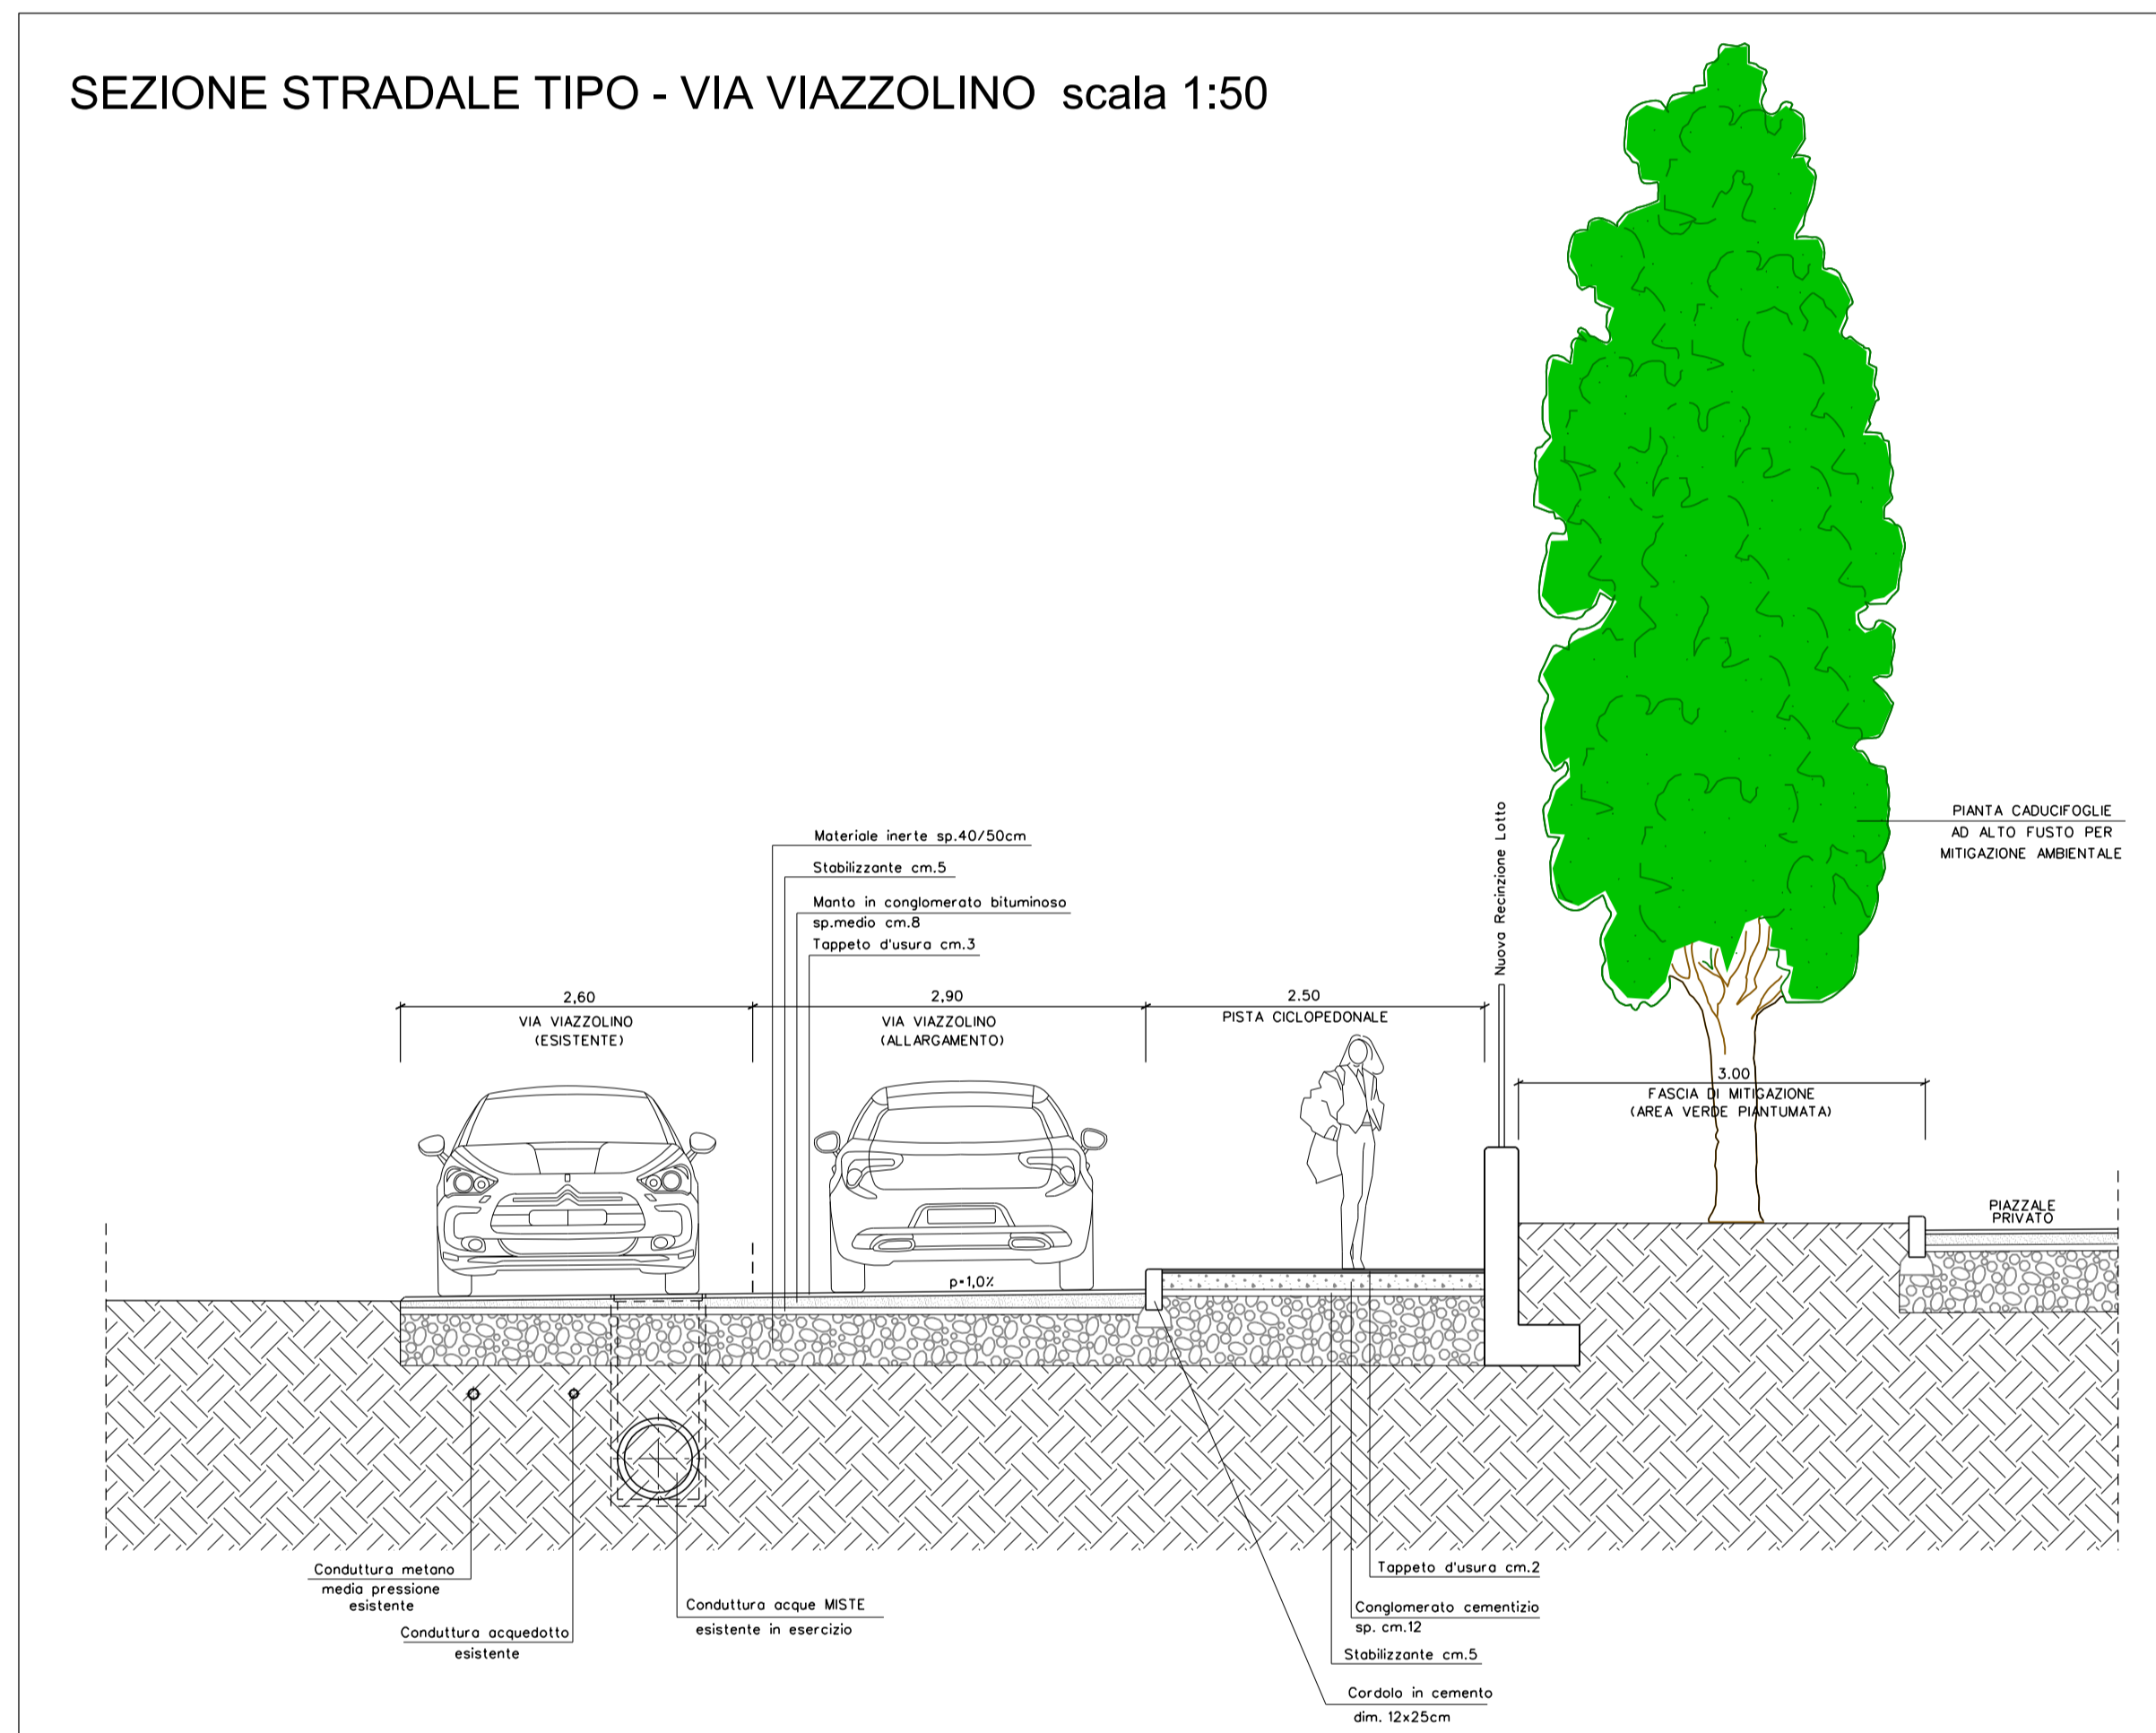 SEZIONE STRADALE TIPO - VIA VIAZZOLINO scala 1:50
Materiale inerte sp.40/50cm
Stabilizzante cm.5
Manto in conglomerato bituminoso
sp.medio cm.8
Tappeto d'usura cm.3
Nuova Recinzione Lotto
PIANTA CADUCIFOGLIE
AD ALTO FUSTO PER
MITIGAZIONE AMBIENTALE
2,60
VIA VIAZZOLINO
(ESISTENTE)
2,90
VIA VIAZZOLINO
(ALLARGAMENTO)
2.50
PISTA CICLOPEDONALE
3.00
FASCIA DI MITIGAZIONE
(AREA VERDE PIANTUMATA)
PIAZZALE
PRIVATO
p=1,0%
Conduttura metano
media pressione
esistente
Conduttura acquedotto
esistente
Conduttura acque MISTE
esistente in esercizio
Tappeto d'usura cm.2
Conglomerato cementizio
sp. cm.12
Stabilizzante cm.5
Cordolo in cemento
dim. 12x25cm